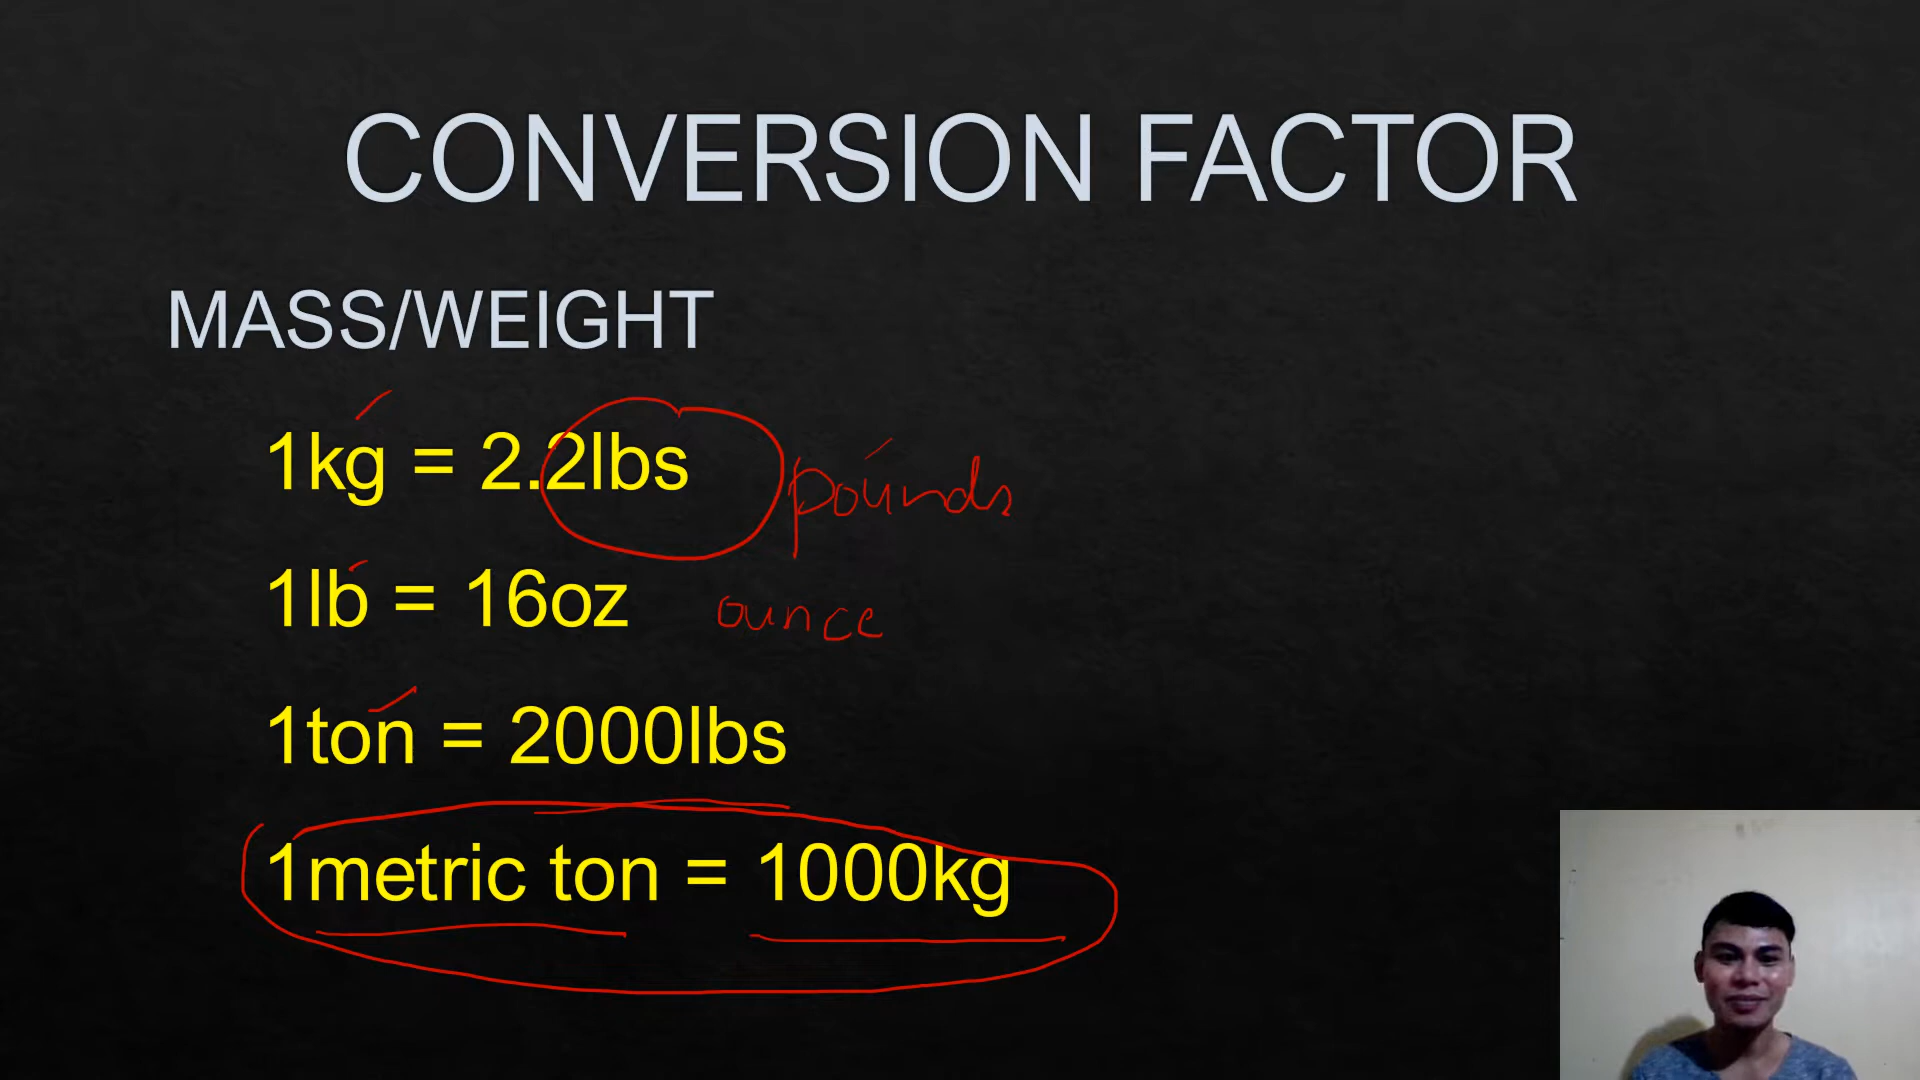 CONVERSION FACTOR
MASS/WEIGHT
1kg = 2.2lbs pounds
1lb = 16oz ounce
1ton = 2000lbs
1metric ton = 1000kg